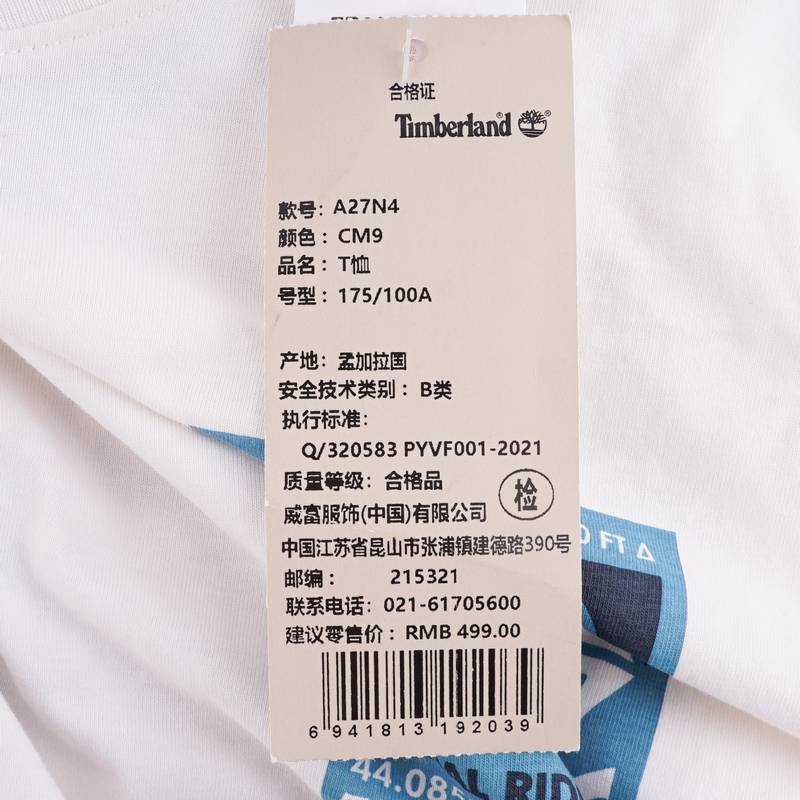 合格证
Timberland®
款号：A27N4
颜色：CM9
品名：T恤
号型：175/100A
产地：孟加拉国
安全技术类别：B类
执行标准：
Q/320583 PYVF001-2021
质量等级：合格品
检
威富服饰(中国)有限公司
中国江苏省昆山市张浦镇建德路390号
邮编：215321
联系电话：021-61705600
建议零售价：RMB 499.00
6 941813 192039
0 FT Δ
44.085